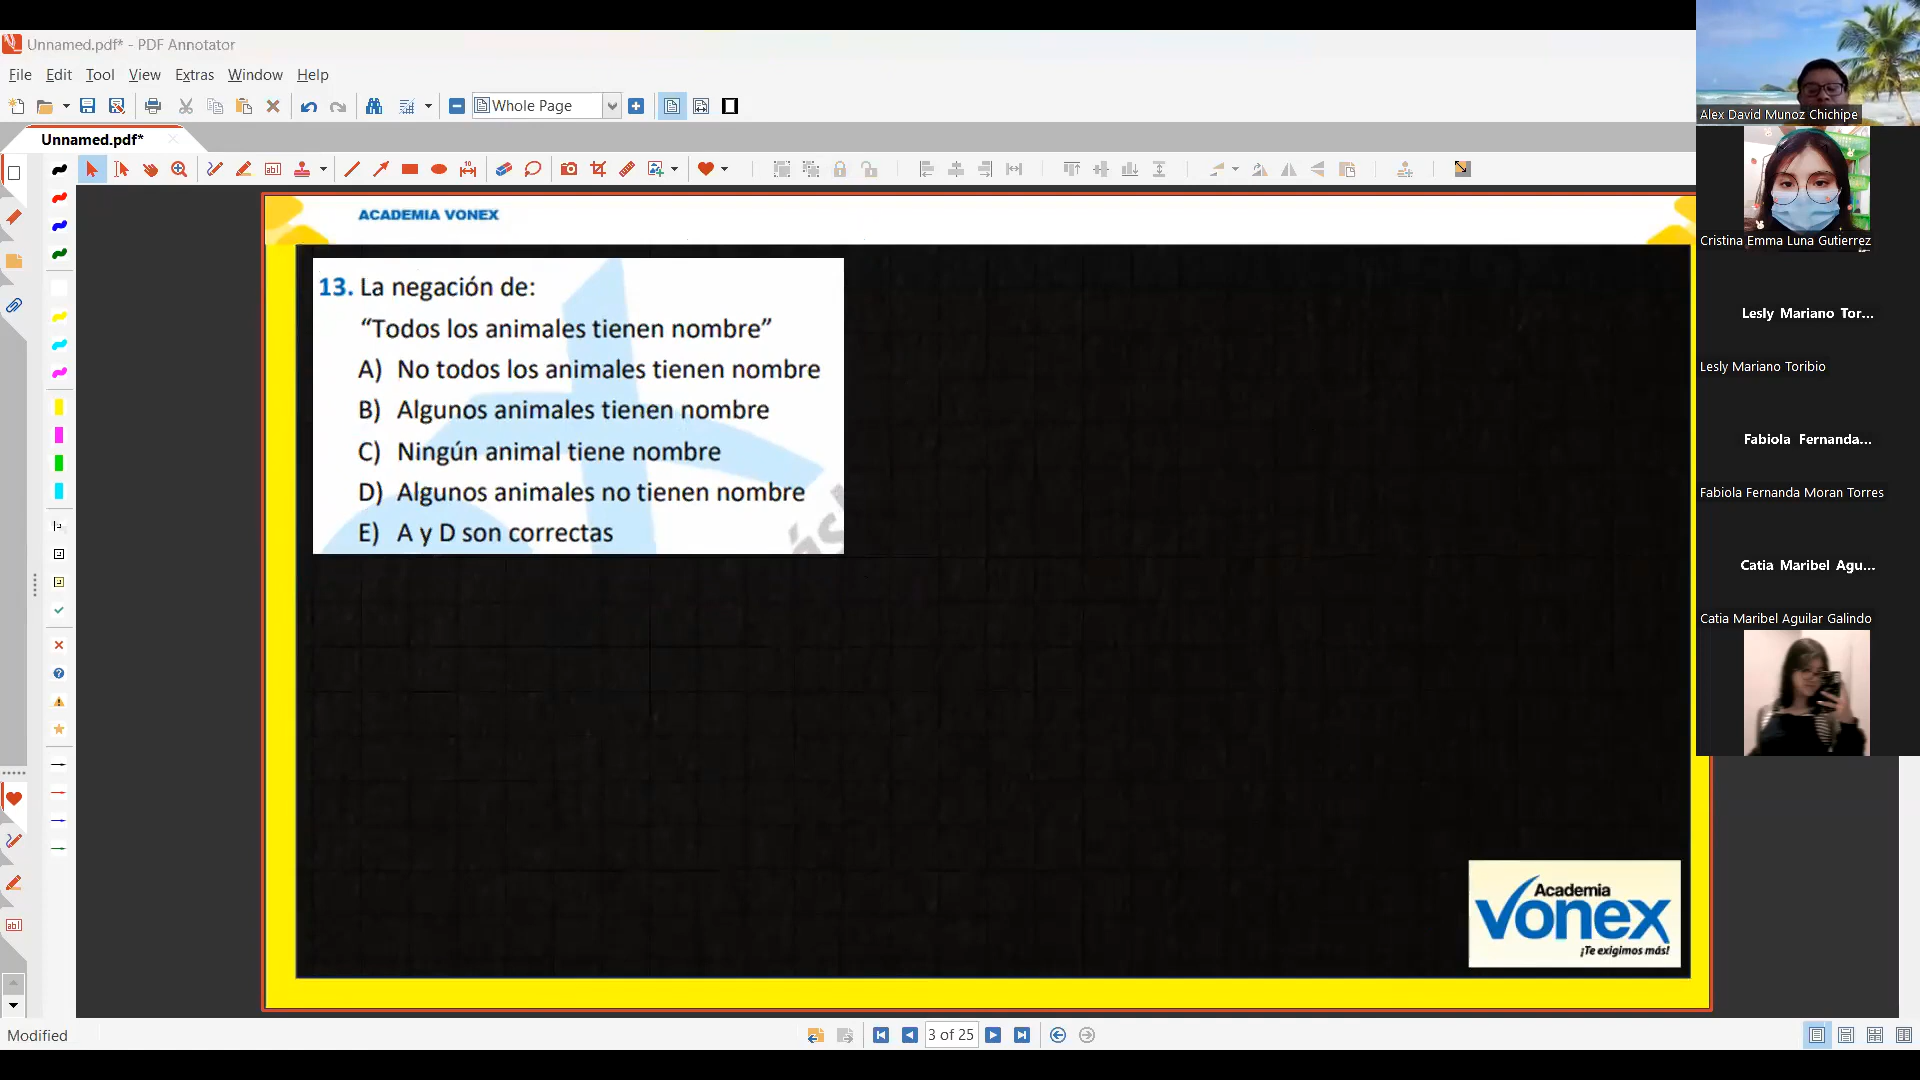 Unnamed.pdf* - PDF Annotator
File Edit Tool View Extras Window Help
Whole Page
Unnamed.pdf*
ACADEMIA VONEX
13. La negación de:
“Todos los animales tienen nombre”
A) No todos los animales tienen nombre
B) Algunos animales tienen nombre
C) Ningún animal tiene nombre
D) Algunos animales no tienen nombre
E) A y D son correctas
Academia
vonex
¡Te exigimos más!
Modified
3 of 25
Alex David Munoz Chichipe
Cristina Emma Luna Gutierrez
Lesly Mariano Tor...
Lesly Mariano Toribio
Fabiola Fernanda...
Fabiola Fernanda Moran Torres
Catia Maribel Agu...
Catia Maribel Aguilar Galindo